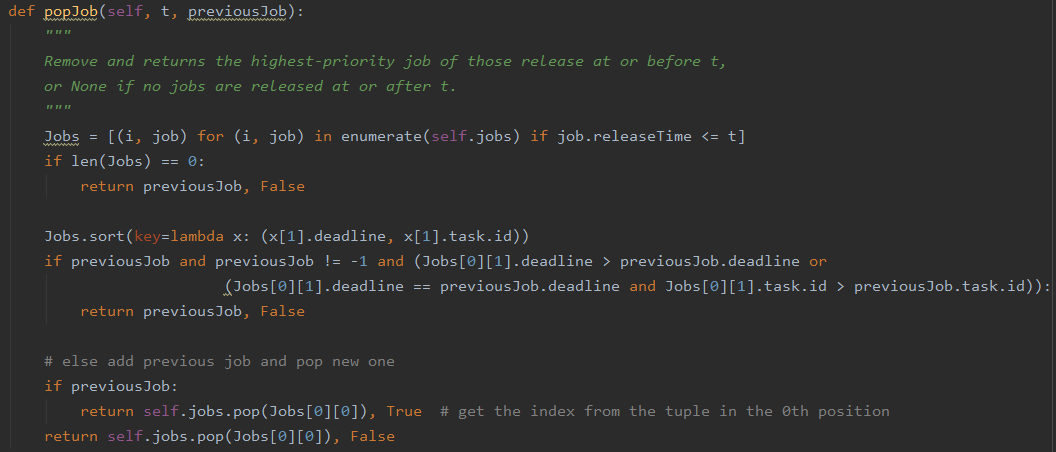 def popJob(self, t, previousJob):
    """
    Remove and returns the highest-priority job of those release at or before t,
    or None if no jobs are released at or after t.
    """
    Jobs = [(i, job) for (i, job) in enumerate(self.jobs) if job.releaseTime <= t]
    if len(Jobs) == 0:
        return previousJob, False

    Jobs.sort(key=lambda x: (x[1].deadline, x[1].task.id))
    if previousJob and previousJob != -1 and (Jobs[0][1].deadline > previousJob.deadline or
                        (Jobs[0][1].deadline == previousJob.deadline and Jobs[0][1].task.id > previousJob.task.id)):
        return previousJob, False

    # else add previous job and pop new one
    if previousJob:
        return self.jobs.pop(Jobs[0][0]), True  # get the index from the tuple in the 0th position
    return self.jobs.pop(Jobs[0][0]), False